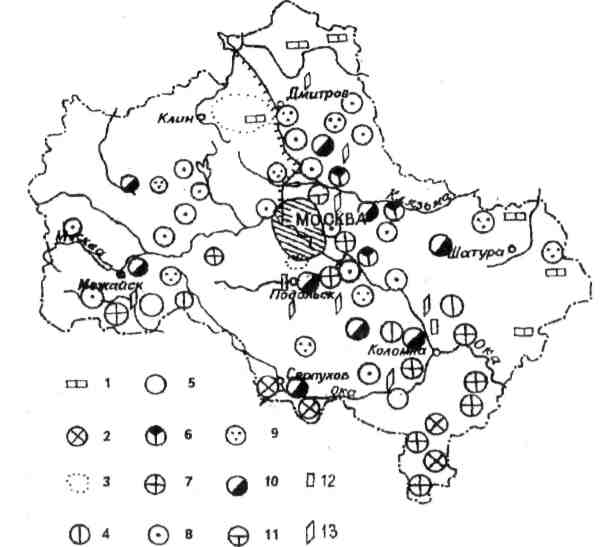 Дмитров
Клин
Клязьма
МОСКВА
Москва
Шатура
Можайск
Подольск
Ока
Коломна
Серпухов
Ока
1 5
2 6 9
3 7 10 12
4 8 11 13